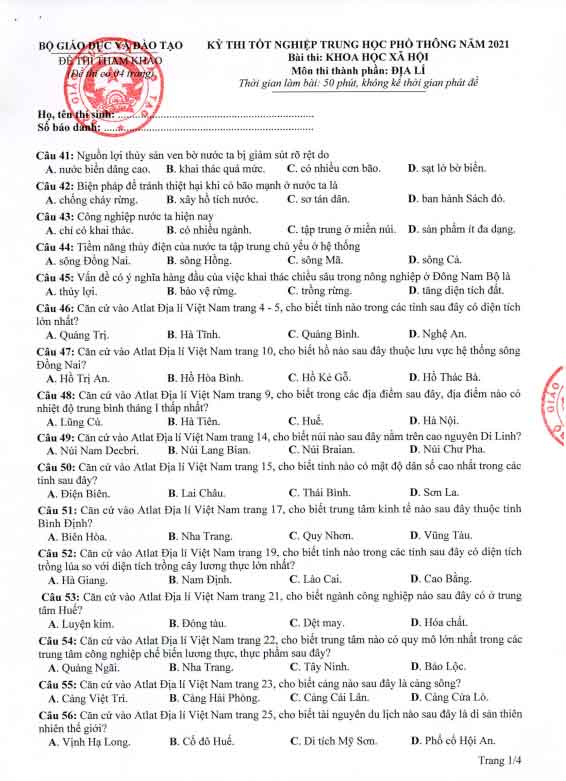 BỘ GIÁO DỤC VÀ ĐÀO TẠO
ĐỀ THI THAM KHẢO
(Đề thi có 04 trang)
KỲ THI TỐT NGHIỆP TRUNG HỌC PHỔ THÔNG NĂM 2021
Bài thi: KHOA HỌC XÃ HỘI
Môn thi thành phần: ĐỊA LÍ
Thời gian làm bài: 50 phút, không kể thời gian phát đề
Họ, tên thí sinh: ................................................
Số báo danh: ................................................
Câu 41: Nguồn lợi thủy sản ven bờ nước ta bị giảm sút rõ rệt do
A. nước biển dâng cao. B. khai thác quá mức. C. có nhiều cơn bão. D. sạt lở bờ biển.
Câu 42: Biện pháp để tránh thiệt hại khi có bão mạnh ở nước ta là
A. chống cháy rừng. B. xây hồ tích nước. C. sơ tán dân. D. ban hành Sách đỏ.
Câu 43: Công nghiệp nước ta hiện nay
A. chỉ có khai thác. B. có nhiều ngành. C. tập trung ở miền núi. D. sản phẩm ít đa dạng.
Câu 44: Tiềm năng thủy điện của nước ta tập trung chủ yếu ở hệ thống
A. sông Đồng Nai. B. sông Hồng. C. sông Mã. D. sông Cả.
Câu 45: Vấn đề có ý nghĩa hàng đầu của việc khai thác chiều sâu trong nông nghiệp ở Đông Nam Bộ là
A. thủy lợi. B. bảo vệ rừng. C. trồng rừng. D. tăng diện tích đất.
Câu 46: Căn cứ vào Atlat Địa lí Việt Nam trang 4 - 5, cho biết tỉnh nào trong các tỉnh sau đây có diện tích
lớn nhất?
A. Quảng Trị. B. Hà Tĩnh. C. Quảng Bình. D. Nghệ An.
Câu 47: Căn cứ vào Atlat Địa lí Việt Nam trang 10, cho biết hồ nào sau đây thuộc lưu vực hệ thống sông
Đồng Nai?
A. Hồ Trị An. B. Hồ Hòa Bình. C. Hồ Kẻ Gỗ. D. Hồ Thác Bà.
Câu 48: Căn cứ vào Atlat Địa lí Việt Nam trang 9, cho biết trong các địa điểm sau đây, địa điểm nào có
nhiệt độ trung bình tháng I thấp nhất?
A. Lũng Cú. B. Hà Tiên. C. Huế. D. Hà Nội.
Câu 49: Căn cứ vào Atlat Địa lí Việt Nam trang 14, cho biết núi nào sau đây nằm trên cao nguyên Di Linh?
A. Núi Nam Decbri. B. Núi Lang Bian. C. Núi Braian. D. Núi Chư Pha.
Câu 50: Căn cứ vào Atlat Địa lí Việt Nam trang 15, cho biết tỉnh nào có mật độ dân số cao nhất trong các
tỉnh sau đây?
A. Điện Biên. B. Lai Châu. C. Thái Bình. D. Sơn La.
Câu 51: Căn cứ vào Atlat Địa lí Việt Nam trang 17, cho biết trung tâm kinh tế nào sau đây thuộc tỉnh
Bình Định?
A. Biên Hòa. B. Nha Trang. C. Quy Nhơn. D. Vũng Tàu.
Câu 52: Căn cứ vào Atlat Địa lí Việt Nam trang 19, cho biết tỉnh nào trong các tỉnh sau đây có diện tích
trồng lúa so với diện tích trồng cây lương thực lớn nhất?
A. Hà Giang. B. Nam Định. C. Lào Cai. D. Cao Bằng.
Câu 53: Căn cứ vào Atlat Địa lí Việt Nam trang 21, cho biết ngành công nghiệp nào sau đây có ở trung
tâm Huế?
A. Luyện kim. B. Đóng tàu. C. Dệt may. D. Hóa chất.
Câu 54: Căn cứ vào Atlat Địa lí Việt Nam trang 22, cho biết trung tâm nào có quy mô lớn nhất trong các
trung tâm công nghiệp chế biến lương thực, thực phẩm sau đây?
A. Quảng Ngãi. B. Nha Trang. C. Tây Ninh. D. Bảo Lộc.
Câu 55: Căn cứ vào Atlat Địa lí Việt Nam trang 23, cho biết cảng nào sau đây là cảng sông?
A. Cảng Việt Trì. B. Cảng Hải Phòng. C. Cảng Cái Lân. D. Cảng Cửa Lò.
Câu 56: Căn cứ vào Atlat Địa lí Việt Nam trang 25, cho biết tài nguyên du lịch nào sau đây là di sản thiên
nhiên thế giới?
A. Vịnh Hạ Long. B. Cố đô Huế. C. Di tích Mỹ Sơn. D. Phố cổ Hội An.
Trang 1/4